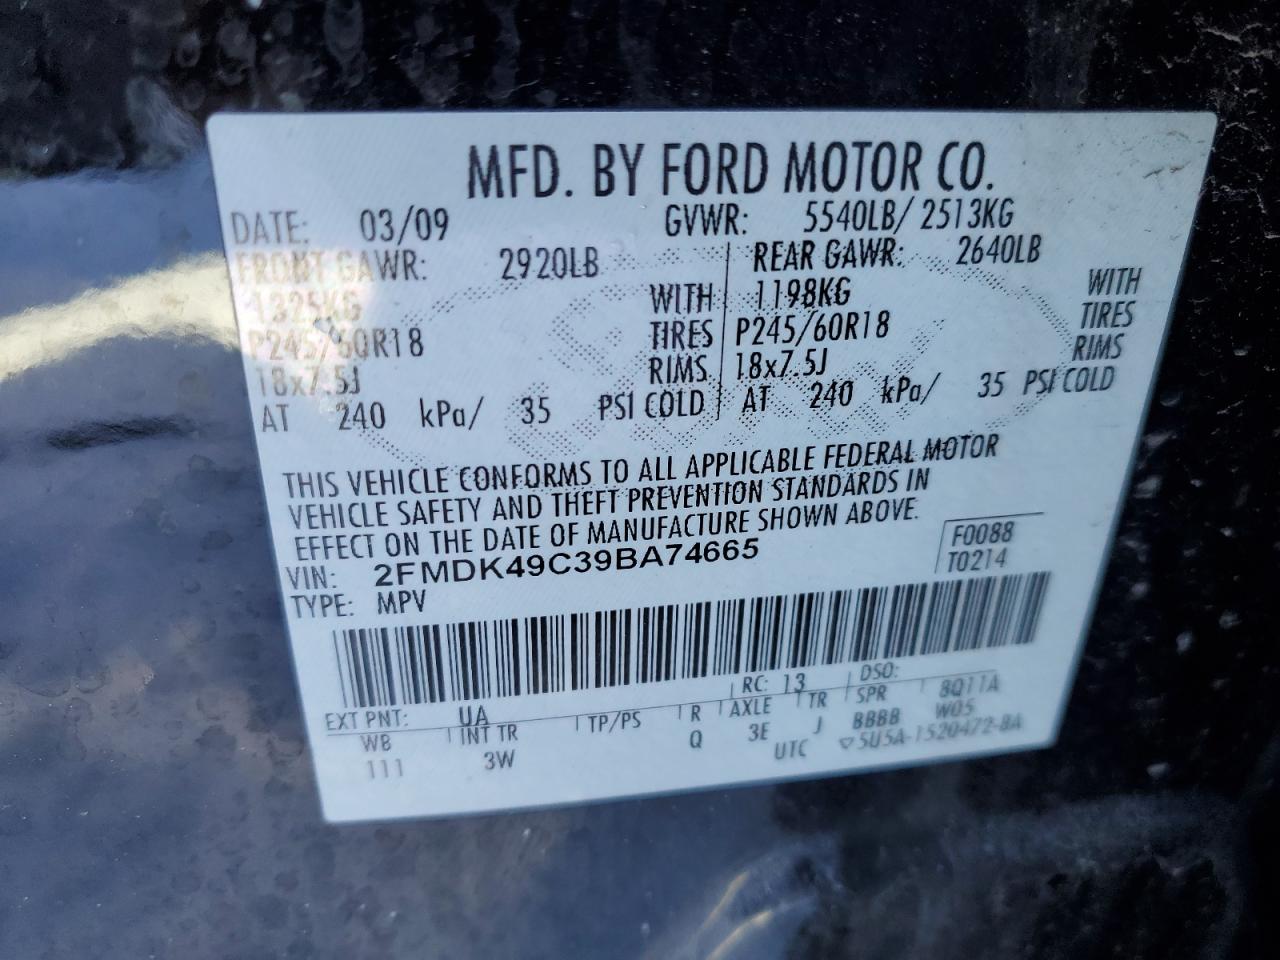 MFD. BY FORD MOTOR CO.
DATE: 03/09 GVWR: 5540LB/ 2513KG
FRONT GAWR: 2920LB REAR GAWR: 2640LB
1325KG WITH 1198KG WITH
P245/60R18 TIRES P245/60R18 TIRES
18x7.5J RIMS 18x7.5J RIMS
AT 240 kPa/ 35 PSI COLD AT 240 kPa/ 35 PSI COLD
THIS VEHICLE CONFORMS TO ALL APPLICABLE FEDERAL MOTOR
VEHICLE SAFETY AND THEFT PREVENTION STANDARDS IN
EFFECT ON THE DATE OF MANUFACTURE SHOWN ABOVE.
F0088
VIN: 2FMDK49C39BA74665 T0214
TYPE: MPV
RC: 13 DSO:
EXT PNT: UA
WB INT TR TP/PS R AXLE TR SPR 8Q11A
111 3W Q 3E J BBBB W05
UTC ▽5U5A-1520472-BA